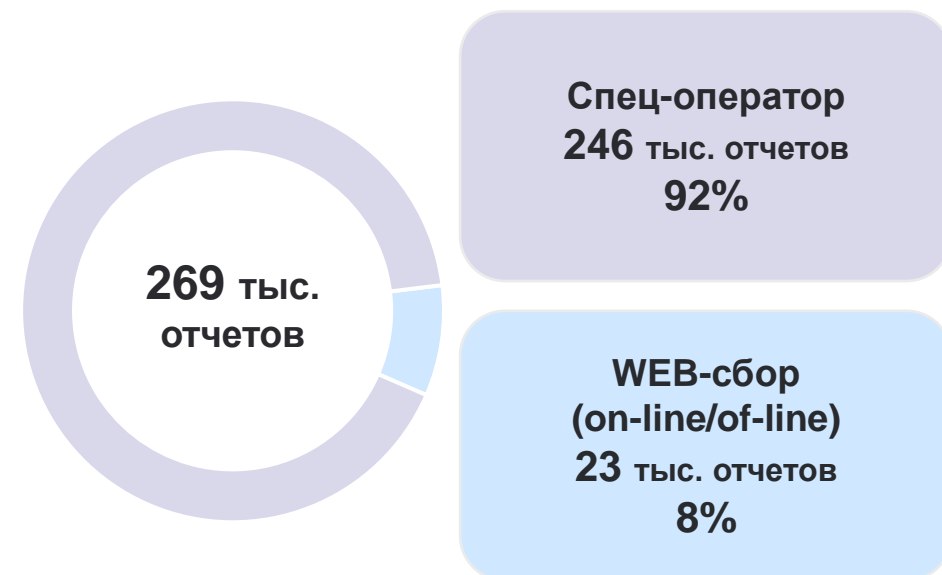 269 тыс.
отчетов
Спец-оператор
246 тыс. отчетов
92%
WEB-сбор
(on-line/of-line)
23 тыс. отчетов
8%